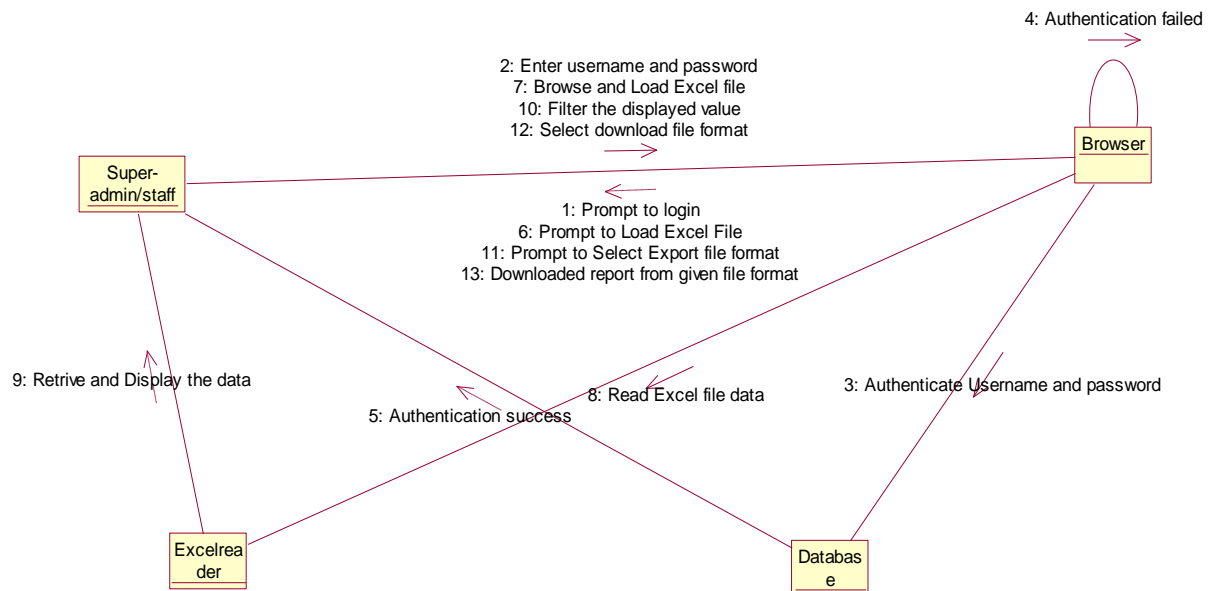 4: Authentication failed
2: Enter username and password
7: Browse and Load Excel file
10: Filter the displayed value
12: Select download file format
Browser
Super-
admin/staff
1: Prompt to login
6: Prompt to Load Excel File
11: Prompt to Select Export file format
13: Downloaded report from given file format
9: Retrive and Display the data
8: Read Excel file data
3: Authenticate Username and password
5: Authentication success
Excelrea
der
Databas
e